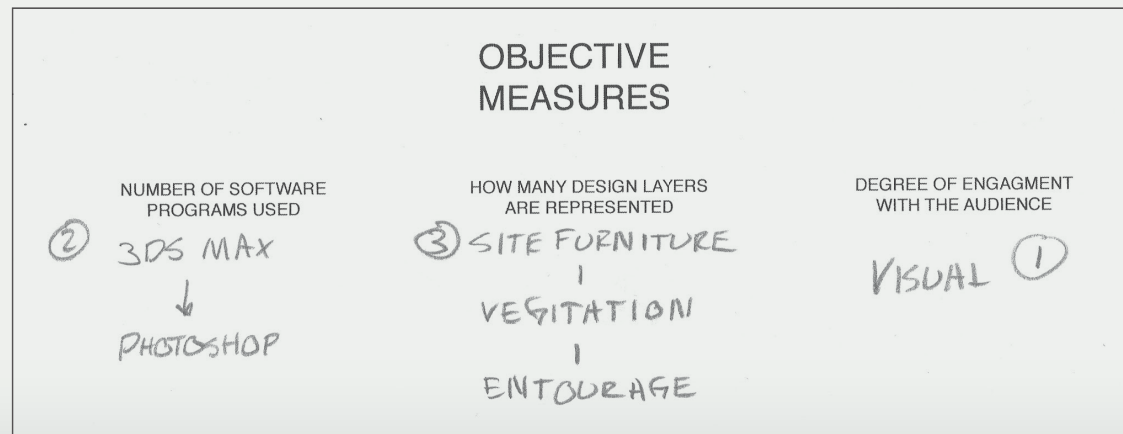 OBJECTIVE
MEASURES
NUMBER OF SOFTWARE
PROGRAMS USED
② 3DS MAX
↓
PHOTOSHOP
HOW MANY DESIGN LAYERS
ARE REPRESENTED
③ SITE FURNITURE
VEGITATION
ENTOURAGE
DEGREE OF ENGAGMENT
WITH THE AUDIENCE
VISUAL ①